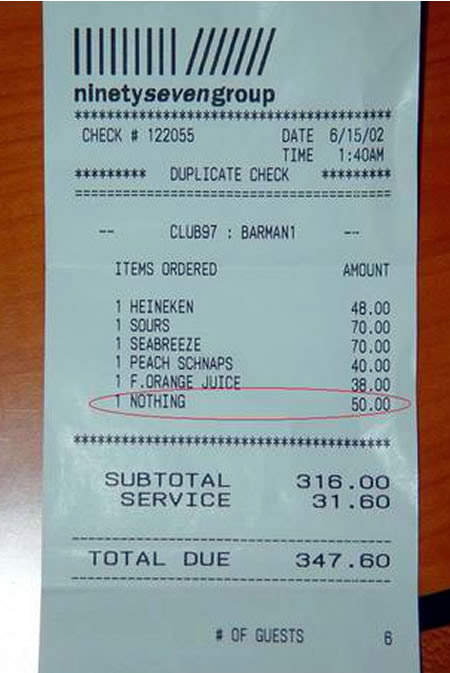 ninetysevengroup
****************************************
CHECK # 122055 DATE 6/15/02
TIME 1:40AM
********* DUPLICATE CHECK *********
========================================
-- CLUB97 : BARMAN1 --
ITEMS ORDERED AMOUNT
1 HEINEKEN 48.00
1 SOURS 70.00
1 SEABREEZE 70.00
1 PEACH SCHNAPS 40.00
1 F.ORANGE JUICE 38.00
1 NOTHING 50.00
****************************************
SUBTOTAL 316.00
SERVICE 31.60
----------------------------------------
TOTAL DUE 347.60
----------------------------------------
# OF GUESTS 6